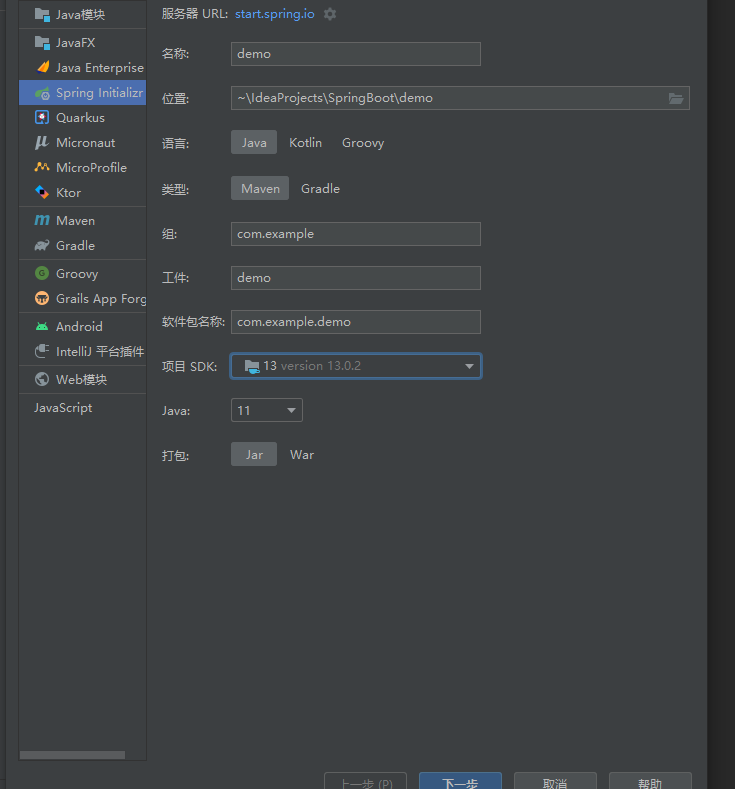 Java模块
JavaFX
Java Enterprise
Spring Initializr
Quarkus
Micronaut
MicroProfile
Ktor
Maven
Gradle
Groovy
Grails App Forg
Android
IntelliJ 平台插件
Web模块
JavaScript
服务器 URL: start.spring.io
名称: demo
位置: ~\IdeaProjects\SpringBoot\demo
语言: Java Kotlin Groovy
类型: Maven Gradle
组: com.example
工件: demo
软件包名称: com.example.demo
项目 SDK: 13 version 13.0.2
Java: 11
打包: Jar War
上一步 (P) 下一步 取消 帮助